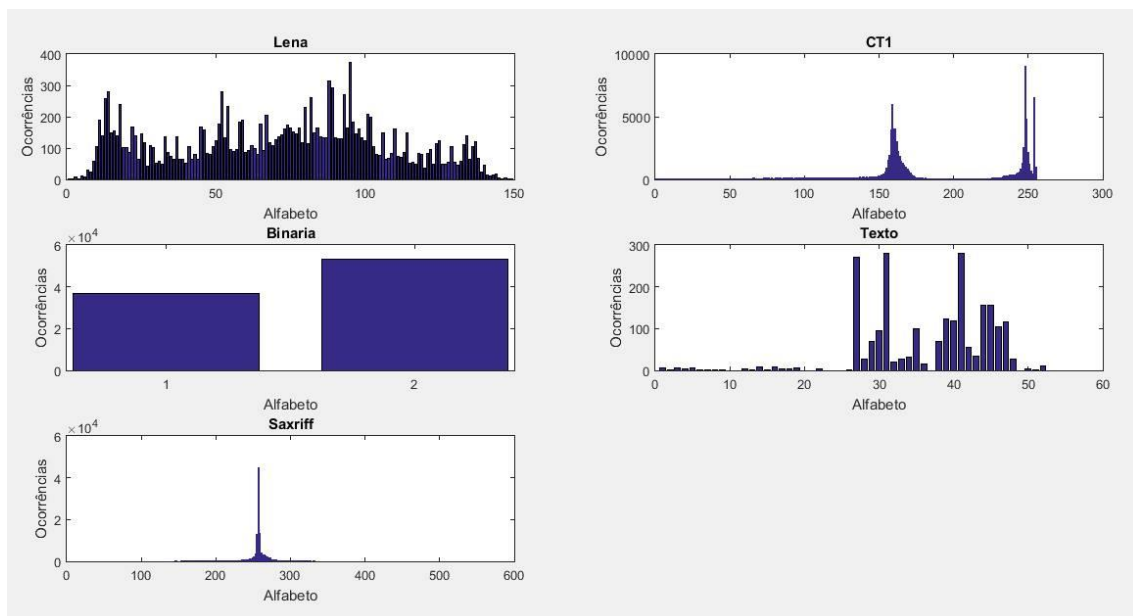 Lena
400
300
200
100
0
Ocorrências
0 50 100 150
Alfabeto
CT1
10000
5000
0
Ocorrências
0 50 100 150 200 250 300
Alfabeto
Binaria
×10^4
6
4
2
0
Ocorrências
1 2
Alfabeto
Texto
300
200
100
0
Ocorrências
0 10 20 30 40 50 60
Alfabeto
Saxriff
×10^4
6
4
2
0
Ocorrências
0 100 200 300 400 500 600
Alfabeto